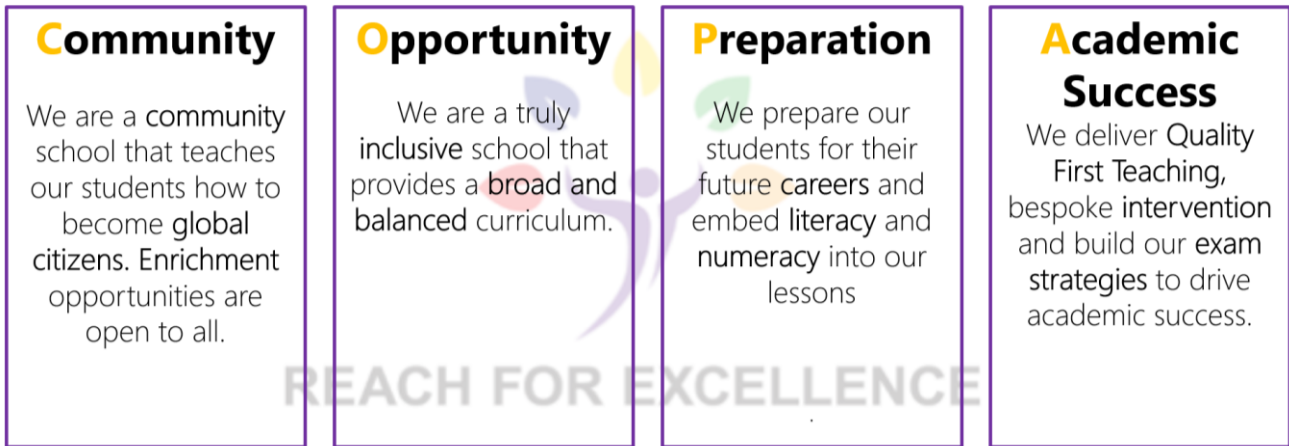 Community
We are a community
school that teaches
our students how to
become global
citizens. Enrichment
opportunities are
open to all.
Opportunity
We are a truly
inclusive school that
provides a broad and
balanced curriculum.
Preparation
We prepare our
students for their
future careers and
embed literacy and
numeracy into our
lessons
.
Academic
Success
We deliver Quality
First Teaching,
bespoke intervention
and build our exam
strategies to drive
academic success.
REACH FOR EXCELLENCE